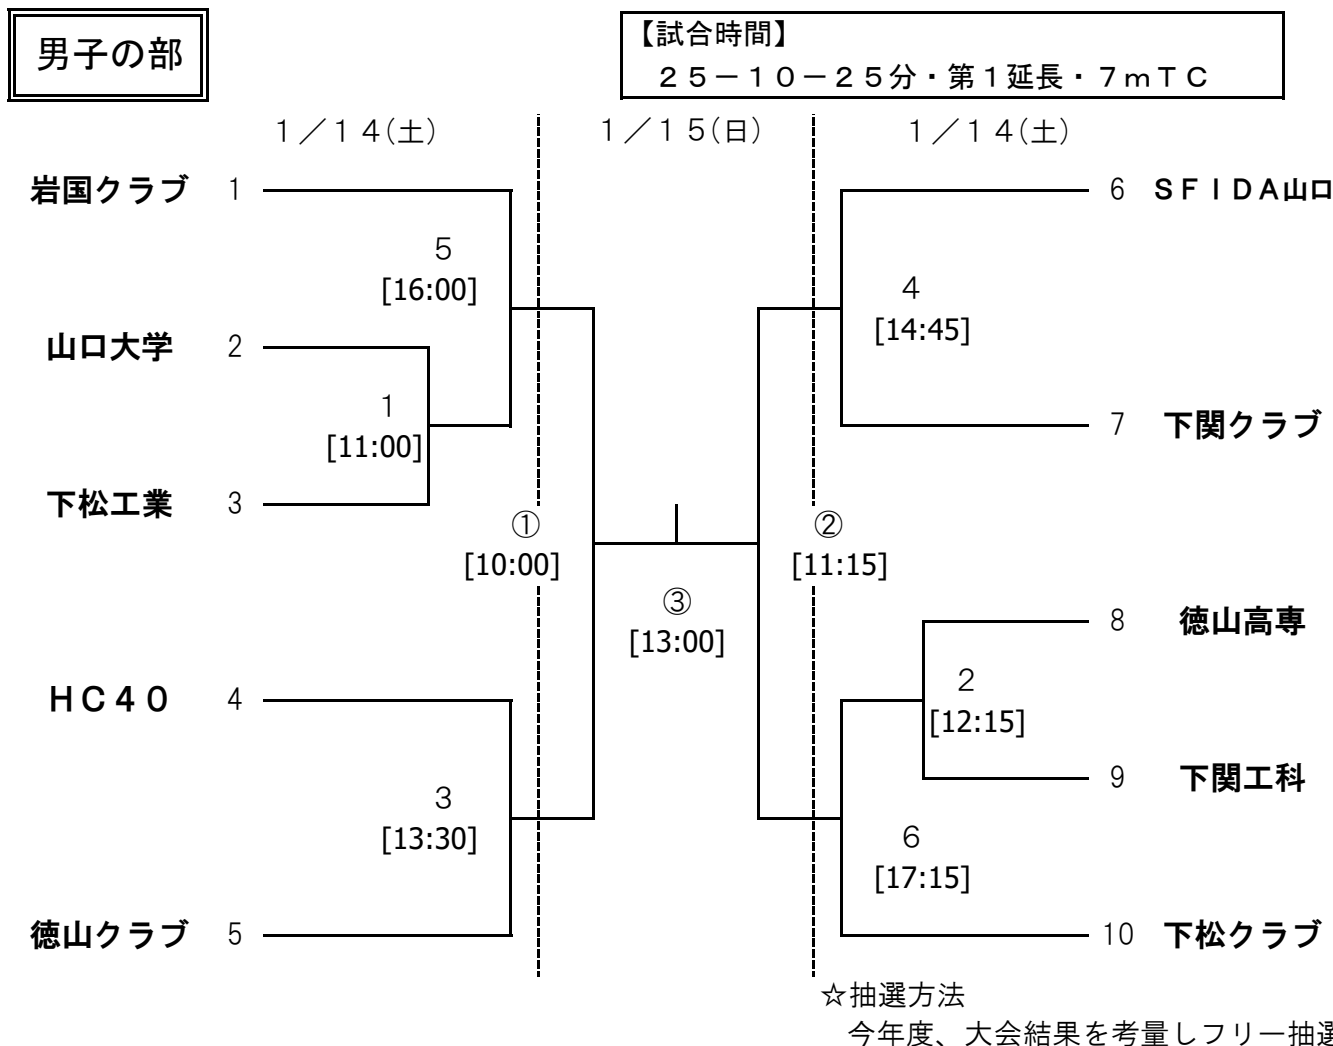 男子の部
【試合時間】
２５－１０－２５分・第１延長・７ｍＴＣ
１／１４(土)
１／１５(日)
１／１４(土)
岩国クラブ 1
5
[16:00]
山口大学 2
1
[11:00]
下松工業 3
①
[10:00]
HC40 4
3
[13:30]
徳山クラブ 5
③
[13:00]
6 ＳＦＩＤＡ山口
4
[14:45]
7 下関クラブ
②
[11:15]
8 徳山高専
2
[12:15]
9 下関工科
6
[17:15]
10 下松クラブ
☆抽選方法
今年度、大会結果を考量しフリー抽選